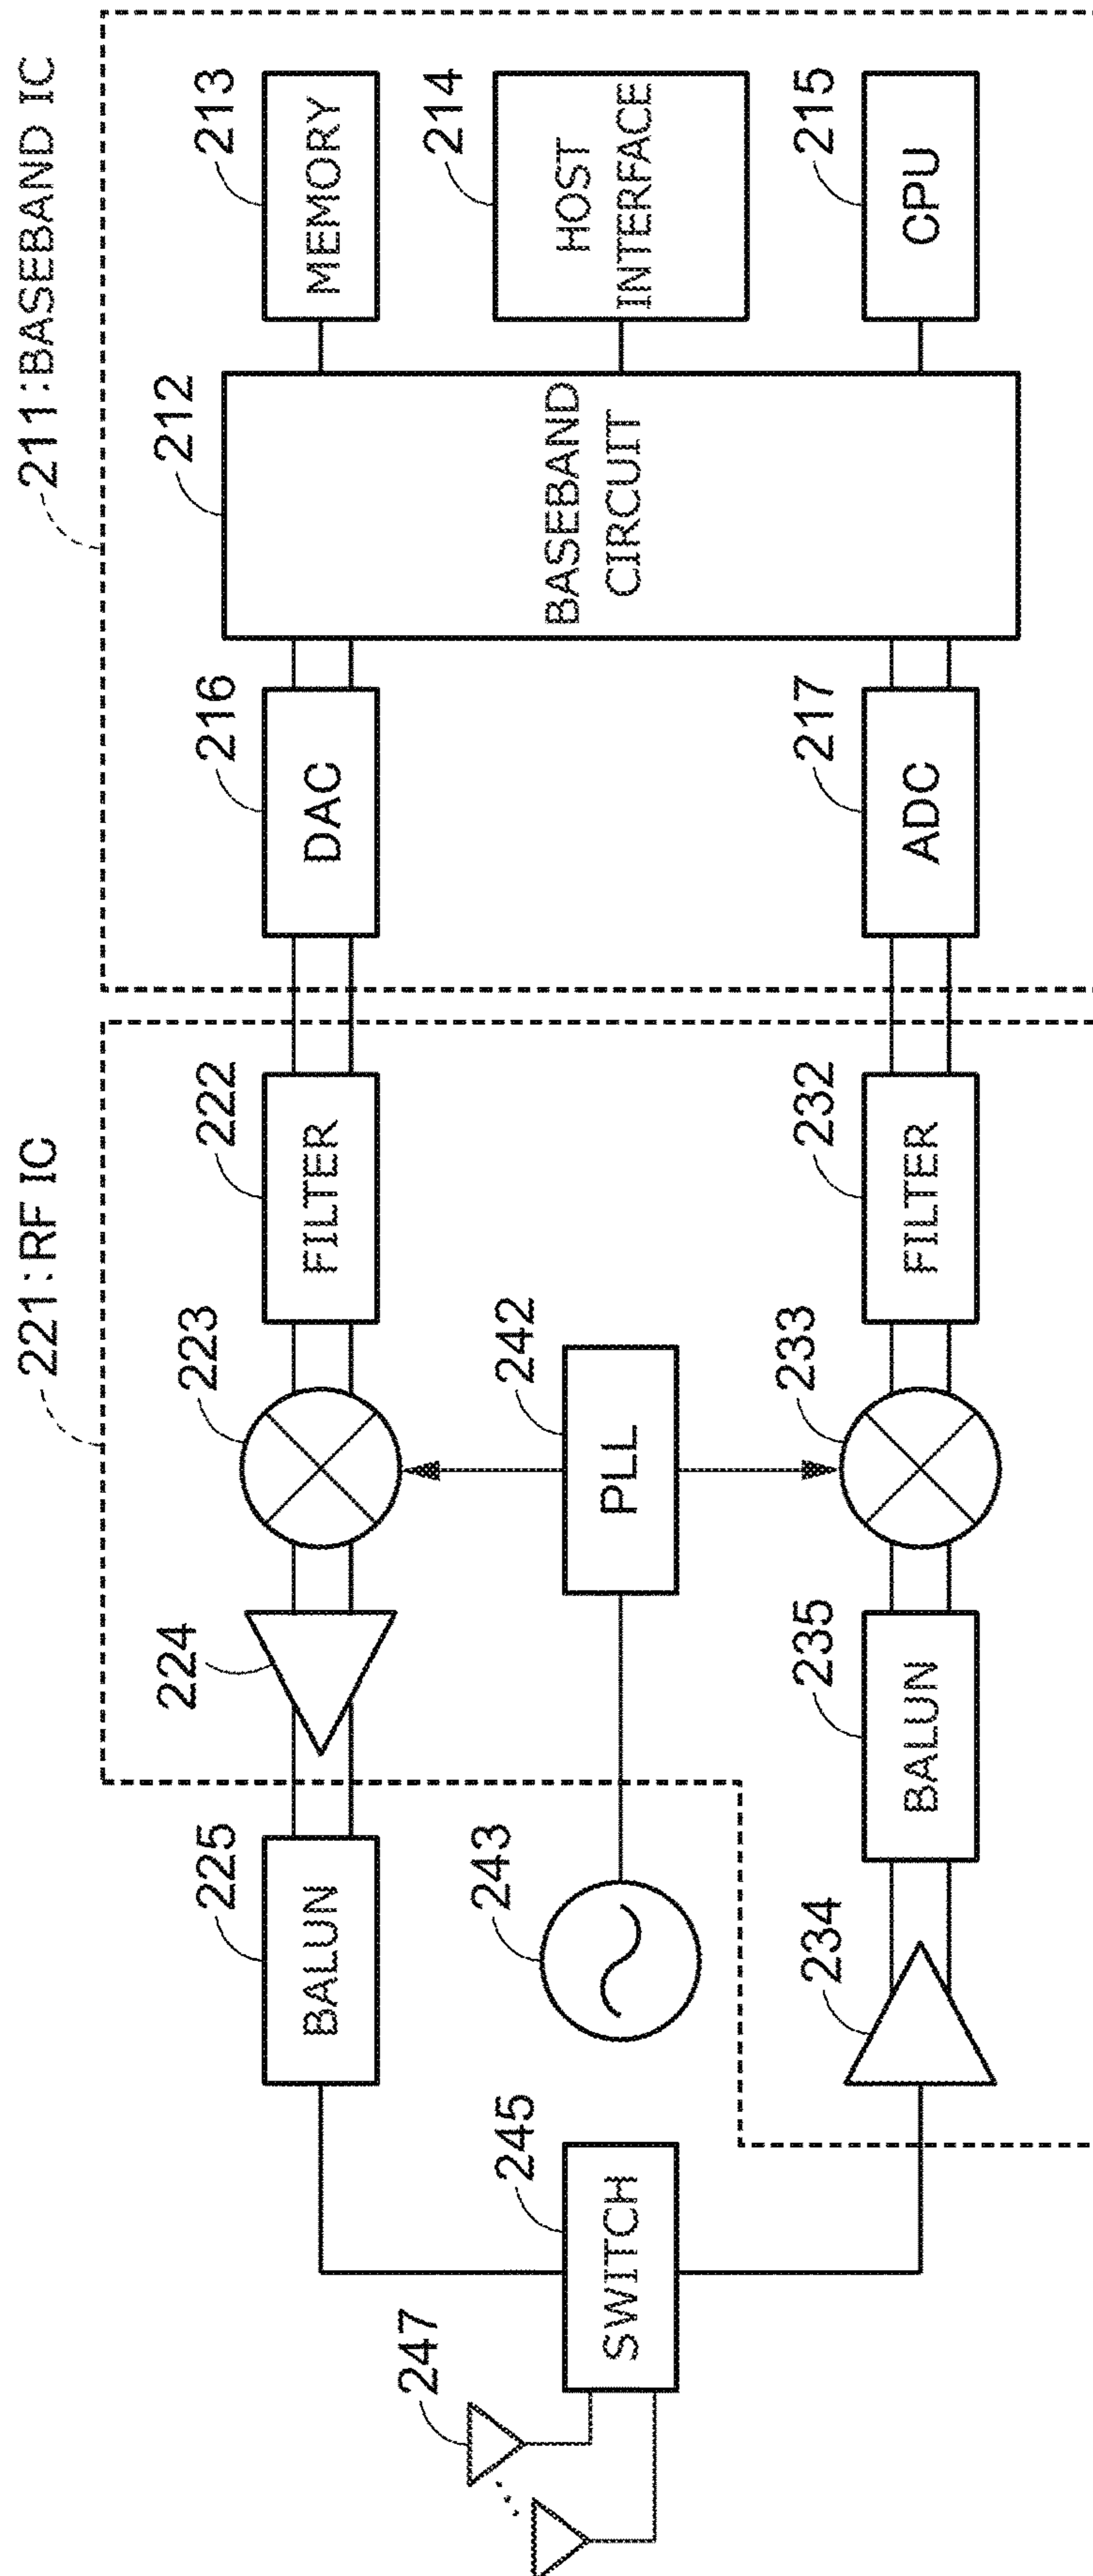 221:RF IC
211:BASEBAND IC
225
BALUN
224
223
222
FILTER
216
DAC
212
BASEBAND
CIRCUIT
213
MEMORY
247
245
SWITCH
243
242
PLL
214
HOST
INTERFACE
234
235
BALUN
233
232
FILTER
217
ADC
215
CPU